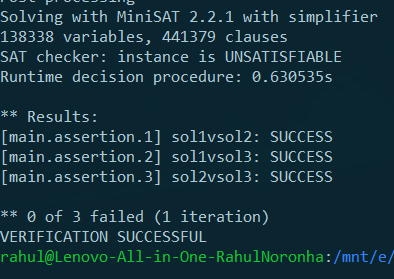 Post-processing
Solving with MiniSAT 2.2.1 with simplifier
138338 variables, 441379 clauses
SAT checker: instance is UNSATISFIABLE
Runtime decision procedure: 0.630535s

** Results:
[main.assertion.1] sol1vsol2: SUCCESS
[main.assertion.2] sol1vsol3: SUCCESS
[main.assertion.3] sol2vsol3: SUCCESS

** 0 of 3 failed (1 iteration)
VERIFICATION SUCCESSFUL
rahul@Lenovo-All-in-One-RahulNoronha:/mnt/e/